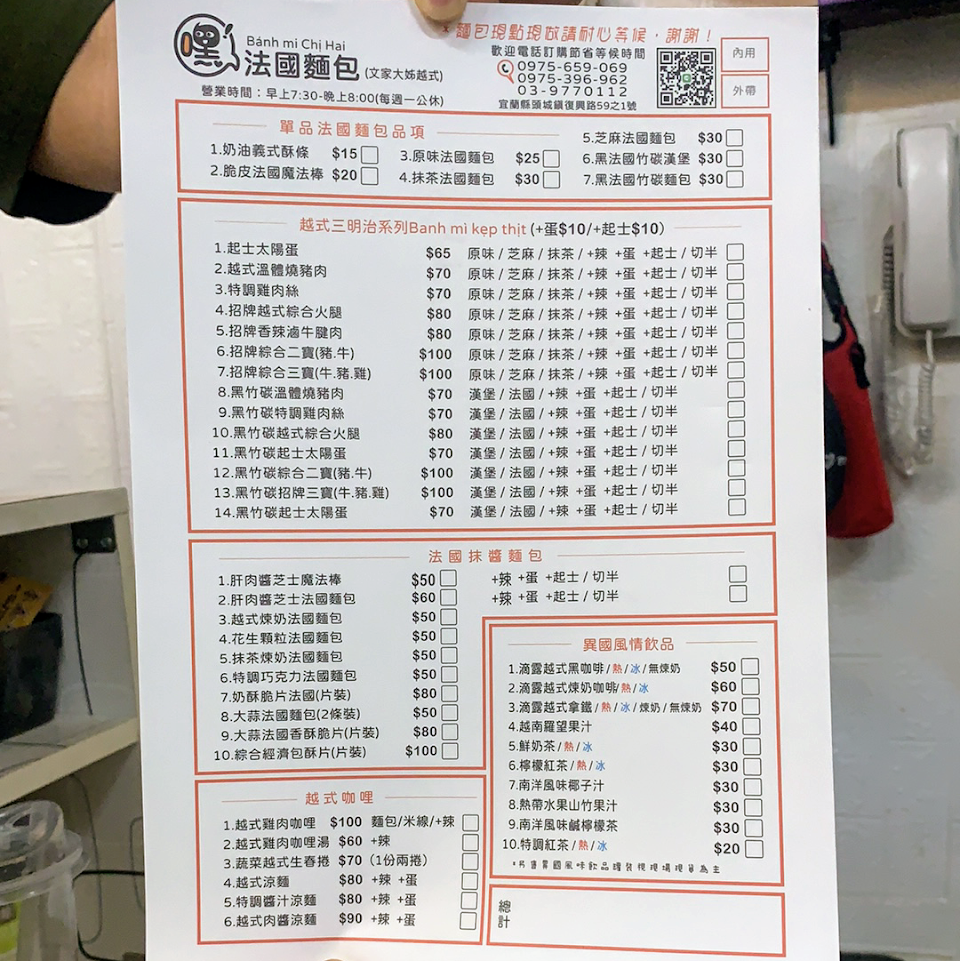 麵包現點現做請耐心等候，謝謝！
嘿
Bánh mì Chị Hai
法國麵包(文家大姊越式)
營業時間：早上7:30-晚上8:00(每週一公休)
歡迎電話訂購節省等候時間
0975-659-069
0975-396-962
03-9770112
宜蘭縣頭城鎮復興路59之1號
內用
外帶
單品法國麵包品項
1.奶油義式酥條 $15
2.脆皮法國魔法棒 $20
3.原味法國麵包 $25
4.抹茶法國麵包 $30
5.芝麻法國麵包 $30
6.黑法國竹碳漢堡 $30
7.黑法國竹碳麵包 $30
越式三明治系列Banh mì kẹp thịt (+蛋$10/+起士$10)
1.起士太陽蛋 $65 原味/芝麻/抹茶/+辣 +蛋 +起士/切半
2.越式溫體燒豬肉 $70 原味/芝麻/抹茶/+辣 +蛋 +起士/切半
3.特調雞肉絲 $70 原味/芝麻/抹茶/+辣 +蛋 +起士/切半
4.招牌越式綜合火腿 $80 原味/芝麻/抹茶/+辣 +蛋 +起士/切半
5.招牌香辣滷牛腱肉 $80 原味/芝麻/抹茶/+辣 +蛋 +起士/切半
6.招牌綜合二寶(豬.牛) $100 原味/芝麻/抹茶/+辣 +蛋 +起士/切半
7.招牌綜合三寶(牛.豬.雞) $100 原味/芝麻/抹茶/+辣 +蛋 +起士/切半
8.黑竹碳溫體燒豬肉 $70 漢堡/法國/+辣 +蛋 +起士/切半
9.黑竹碳特調雞肉絲 $70 漢堡/法國/+辣 +蛋 +起士/切半
10.黑竹碳越式綜合火腿 $80 漢堡/法國/+辣 +蛋 +起士/切半
11.黑竹碳起士太陽蛋 $70 漢堡/法國/+辣 +蛋 +起士/切半
12.黑竹碳綜合二寶(豬.牛) $100 漢堡/法國/+辣 +蛋 +起士/切半
13.黑竹碳招牌三寶(牛.豬.雞) $100 漢堡/法國/+辣 +蛋 +起士/切半
14.黑竹碳起士太陽蛋 $70 漢堡/法國/+辣 +蛋 +起士/切半
法國抹醬麵包
1.肝肉醬芝士魔法棒 $50 +辣 +蛋 +起士/切半
2.肝肉醬芝士法國麵包 $60 +辣 +蛋 +起士/切半
3.越式煉奶法國麵包 $50
4.花生顆粒法國麵包 $50
5.抹茶煉奶法國麵包 $50
6.特調巧克力法國麵包 $50
7.奶酥脆片法國(片裝) $80
8.大蒜法國麵包(2條裝) $50
9.大蒜法國香酥脆片(片裝) $80
10.綜合經濟包酥片(片裝) $100
異國風情飲品
1.滴露越式黑咖啡/熱/冰/無煉奶 $50
2.滴露越式煉奶咖啡/熱/冰 $60
3.滴露越式拿鐵/熱/冰/煉奶/無煉奶 $70
4.越南羅望果汁 $40
5.鮮奶茶/熱/冰 $30
6.檸檬紅茶/熱/冰 $30
7.南洋風味椰子汁 $30
8.熱帶水果山竹果汁 $30
9.南洋風味鹹檸檬茶 $30
10.特調紅茶/熱/冰 $20
越式咖哩
1.越式雞肉咖哩 $100 麵包/米線/+辣
2.越式雞肉咖哩湯 $60 +辣
3.蔬菜越式生春捲 $70 (1份兩捲)
4.越式涼麵 $80 +辣 +蛋
5.特調醬汁涼麵 $80 +辣 +蛋
6.越式肉醬涼麵 $90 +辣 +蛋
總計